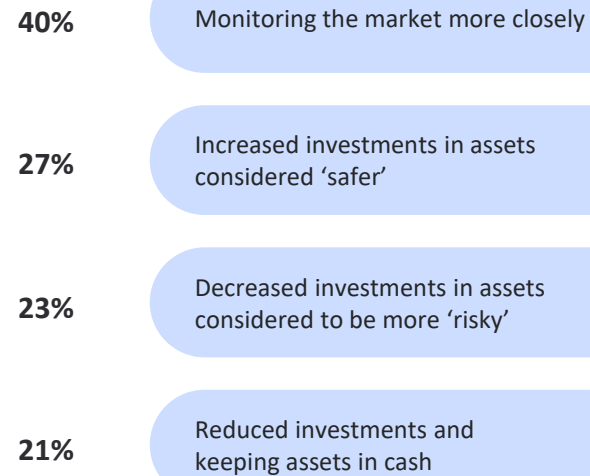 40%
Monitoring the market more closely
27%
Increased investments in assets
considered ‘safer’
23%
Decreased investments in assets
considered to be more ‘risky’
21%
Reduced investments and
keeping assets in cash